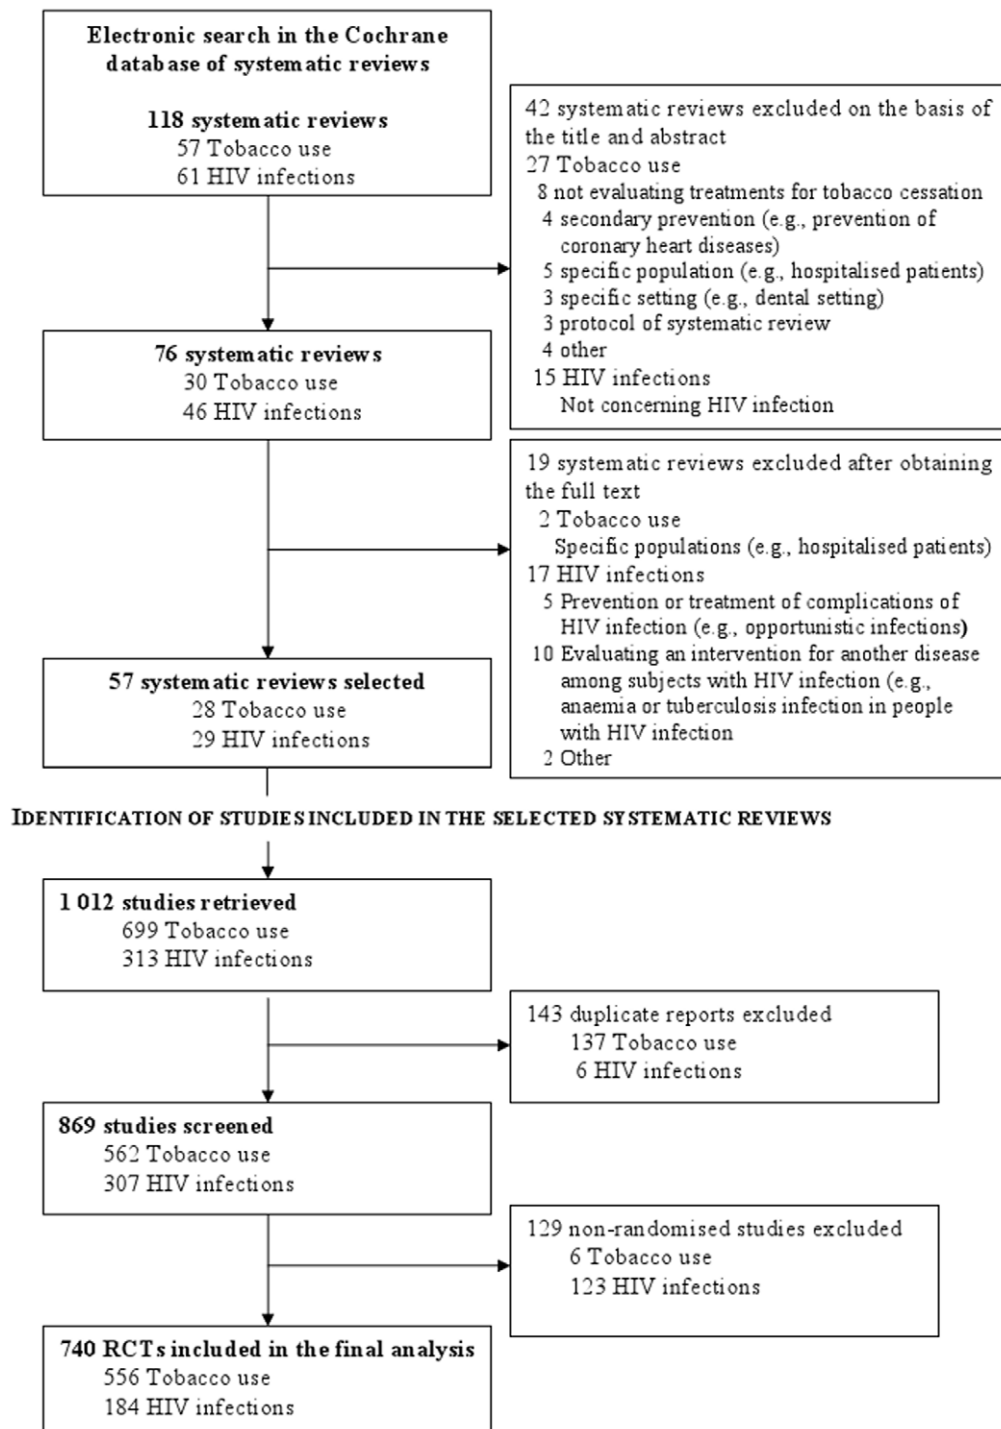 Electronic search in the Cochrane
database of systematic reviews
118 systematic reviews
57 Tobacco use
61 HIV infections
42 systematic reviews excluded on the basis of
the title and abstract
27 Tobacco use
8 not evaluating treatments for tobacco cessation
4 secondary prevention (e.g., prevention of
coronary heart diseases)
5 specific population (e.g., hospitalised patients)
3 specific setting (e.g., dental setting)
3 protocol of systematic review
4 other
15 HIV infections
Not concerning HIV infection
76 systematic reviews
30 Tobacco use
46 HIV infections
19 systematic reviews excluded after obtaining
the full text
2 Tobacco use
Specific populations (e.g., hospitalised patients)
17 HIV infections
5 Prevention or treatment of complications of
HIV infection (e.g., opportunistic infections)
10 Evaluating an intervention for another disease
among subjects with HIV infection (e.g.,
anaemia or tuberculosis infection in people
with HIV infection
2 Other
57 systematic reviews selected
28 Tobacco use
29 HIV infections
IDENTIFICATION OF STUDIES INCLUDED IN THE SELECTED SYSTEMATIC REVIEWS
1 012 studies retrieved
699 Tobacco use
313 HIV infections
143 duplicate reports excluded
137 Tobacco use
6 HIV infections
869 studies screened
562 Tobacco use
307 HIV infections
129 non-randomised studies excluded
6 Tobacco use
123 HIV infections
740 RCTs included in the final analysis
556 Tobacco use
184 HIV infections